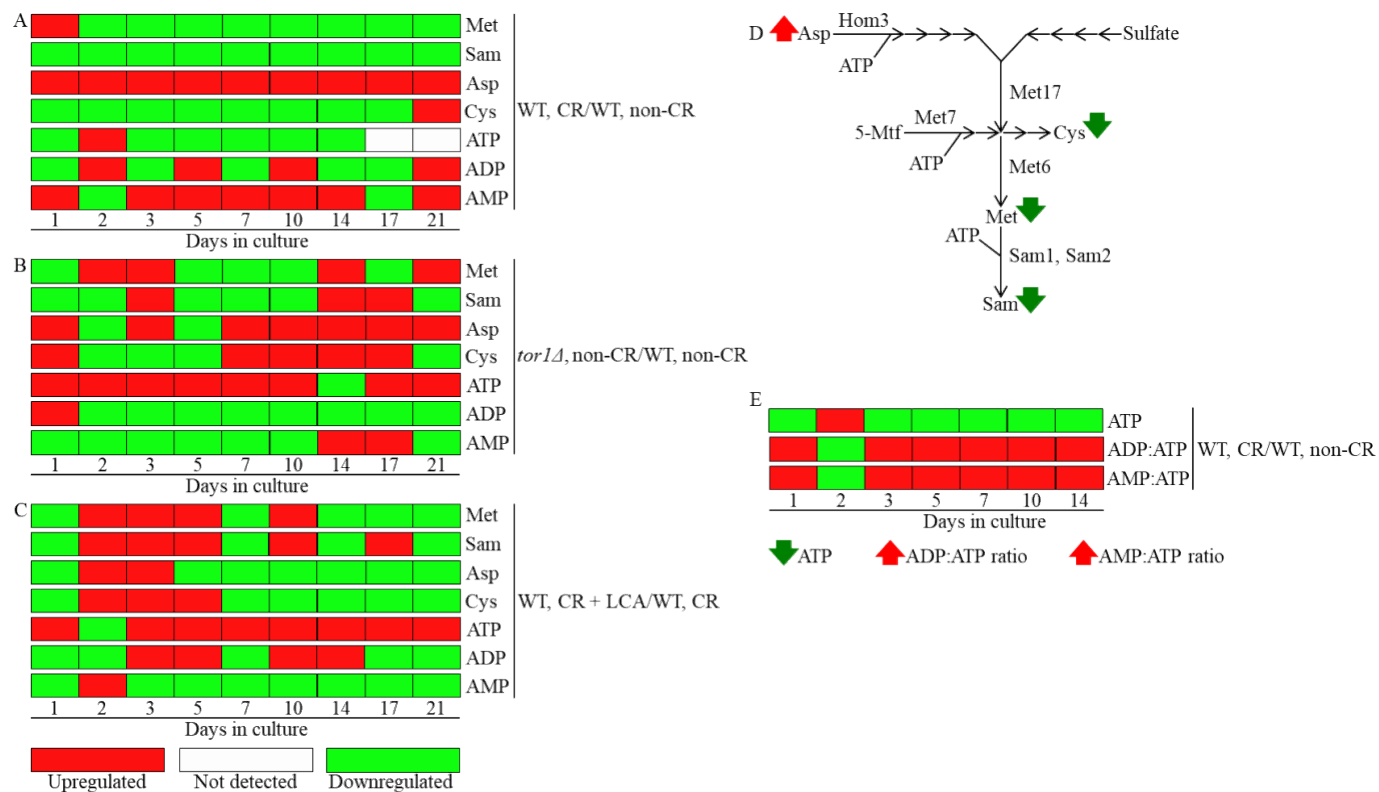 A
Met
Sam
Asp
Cys
ATP
ADP
AMP
WT, CR/WT, non-CR
1 2 3 5 7 10 14 17 21
Days in culture
B
Met
Sam
Asp
Cys
ATP
ADP
AMP
tor1Δ, non-CR/WT, non-CR
1 2 3 5 7 10 14 17 21
Days in culture
C
Met
Sam
Asp
Cys
ATP
ADP
AMP
WT, CR + LCA/WT, CR
1 2 3 5 7 10 14 17 21
Days in culture
Upregulated Not detected Downregulated
D
Asp Hom3 Sulfate
ATP
Met17
5-Mtf Met7 Cys
ATP
Met6
Met
ATP
Sam1, Sam2
Sam
E
ATP
ADP:ATP
AMP:ATP
WT, CR/WT, non-CR
1 2 3 5 7 10 14
Days in culture
ATP ADP:ATP ratio AMP:ATP ratio